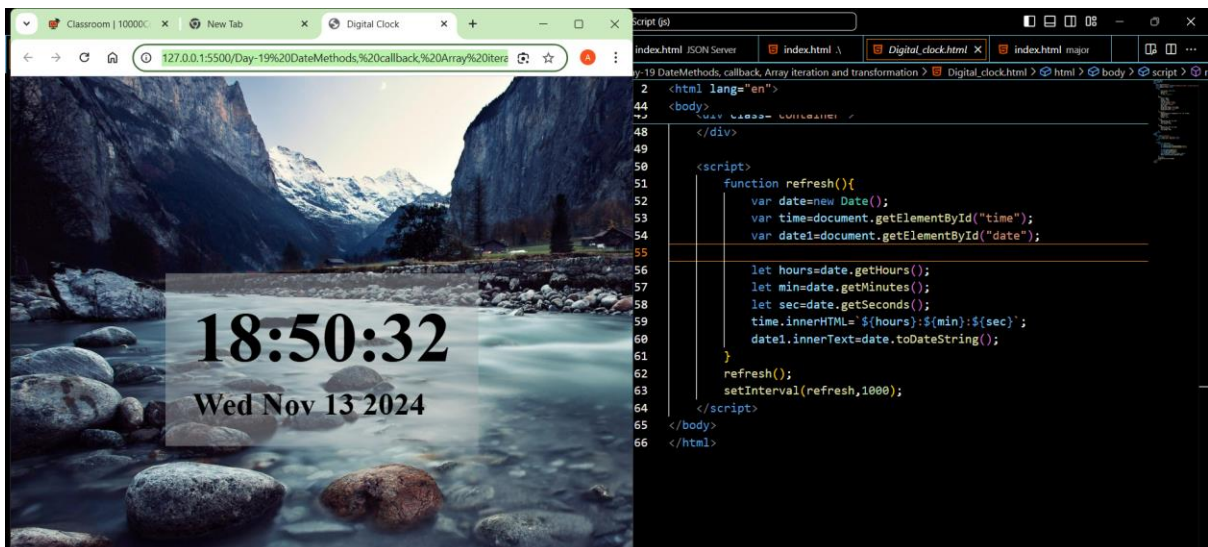 Classroom | 10000C
New Tab
Digital Clock
127.0.0.1:5500/Day-19%20DateMethods,%20callback,%20Array%20itera
A
18:50:32
Wed Nov 13 2024
Script (js)
index.html JSON Server
index.html .\
Digital_clock.html
index.html major
y-19 DateMethods, callback, Array iteration and transformation > Digital_clock.html > html > body > script >
2 <html lang="en">
44 <body>
48 </div>
49
50 <script>
51 function refresh(){
52 var date=new Date();
53 var time=document.getElementById("time");
54 var date1=document.getElementById("date");
55
56 let hours=date.getHours();
57 let min=date.getMinutes();
58 let sec=date.getSeconds();
59 time.innerHTML=`${hours}:${min}:${sec}`;
60 date1.innerText=date.toDateString();
61 }
62 refresh();
63 setInterval(refresh,1000);
64 </script>
65 </body>
66 </html>